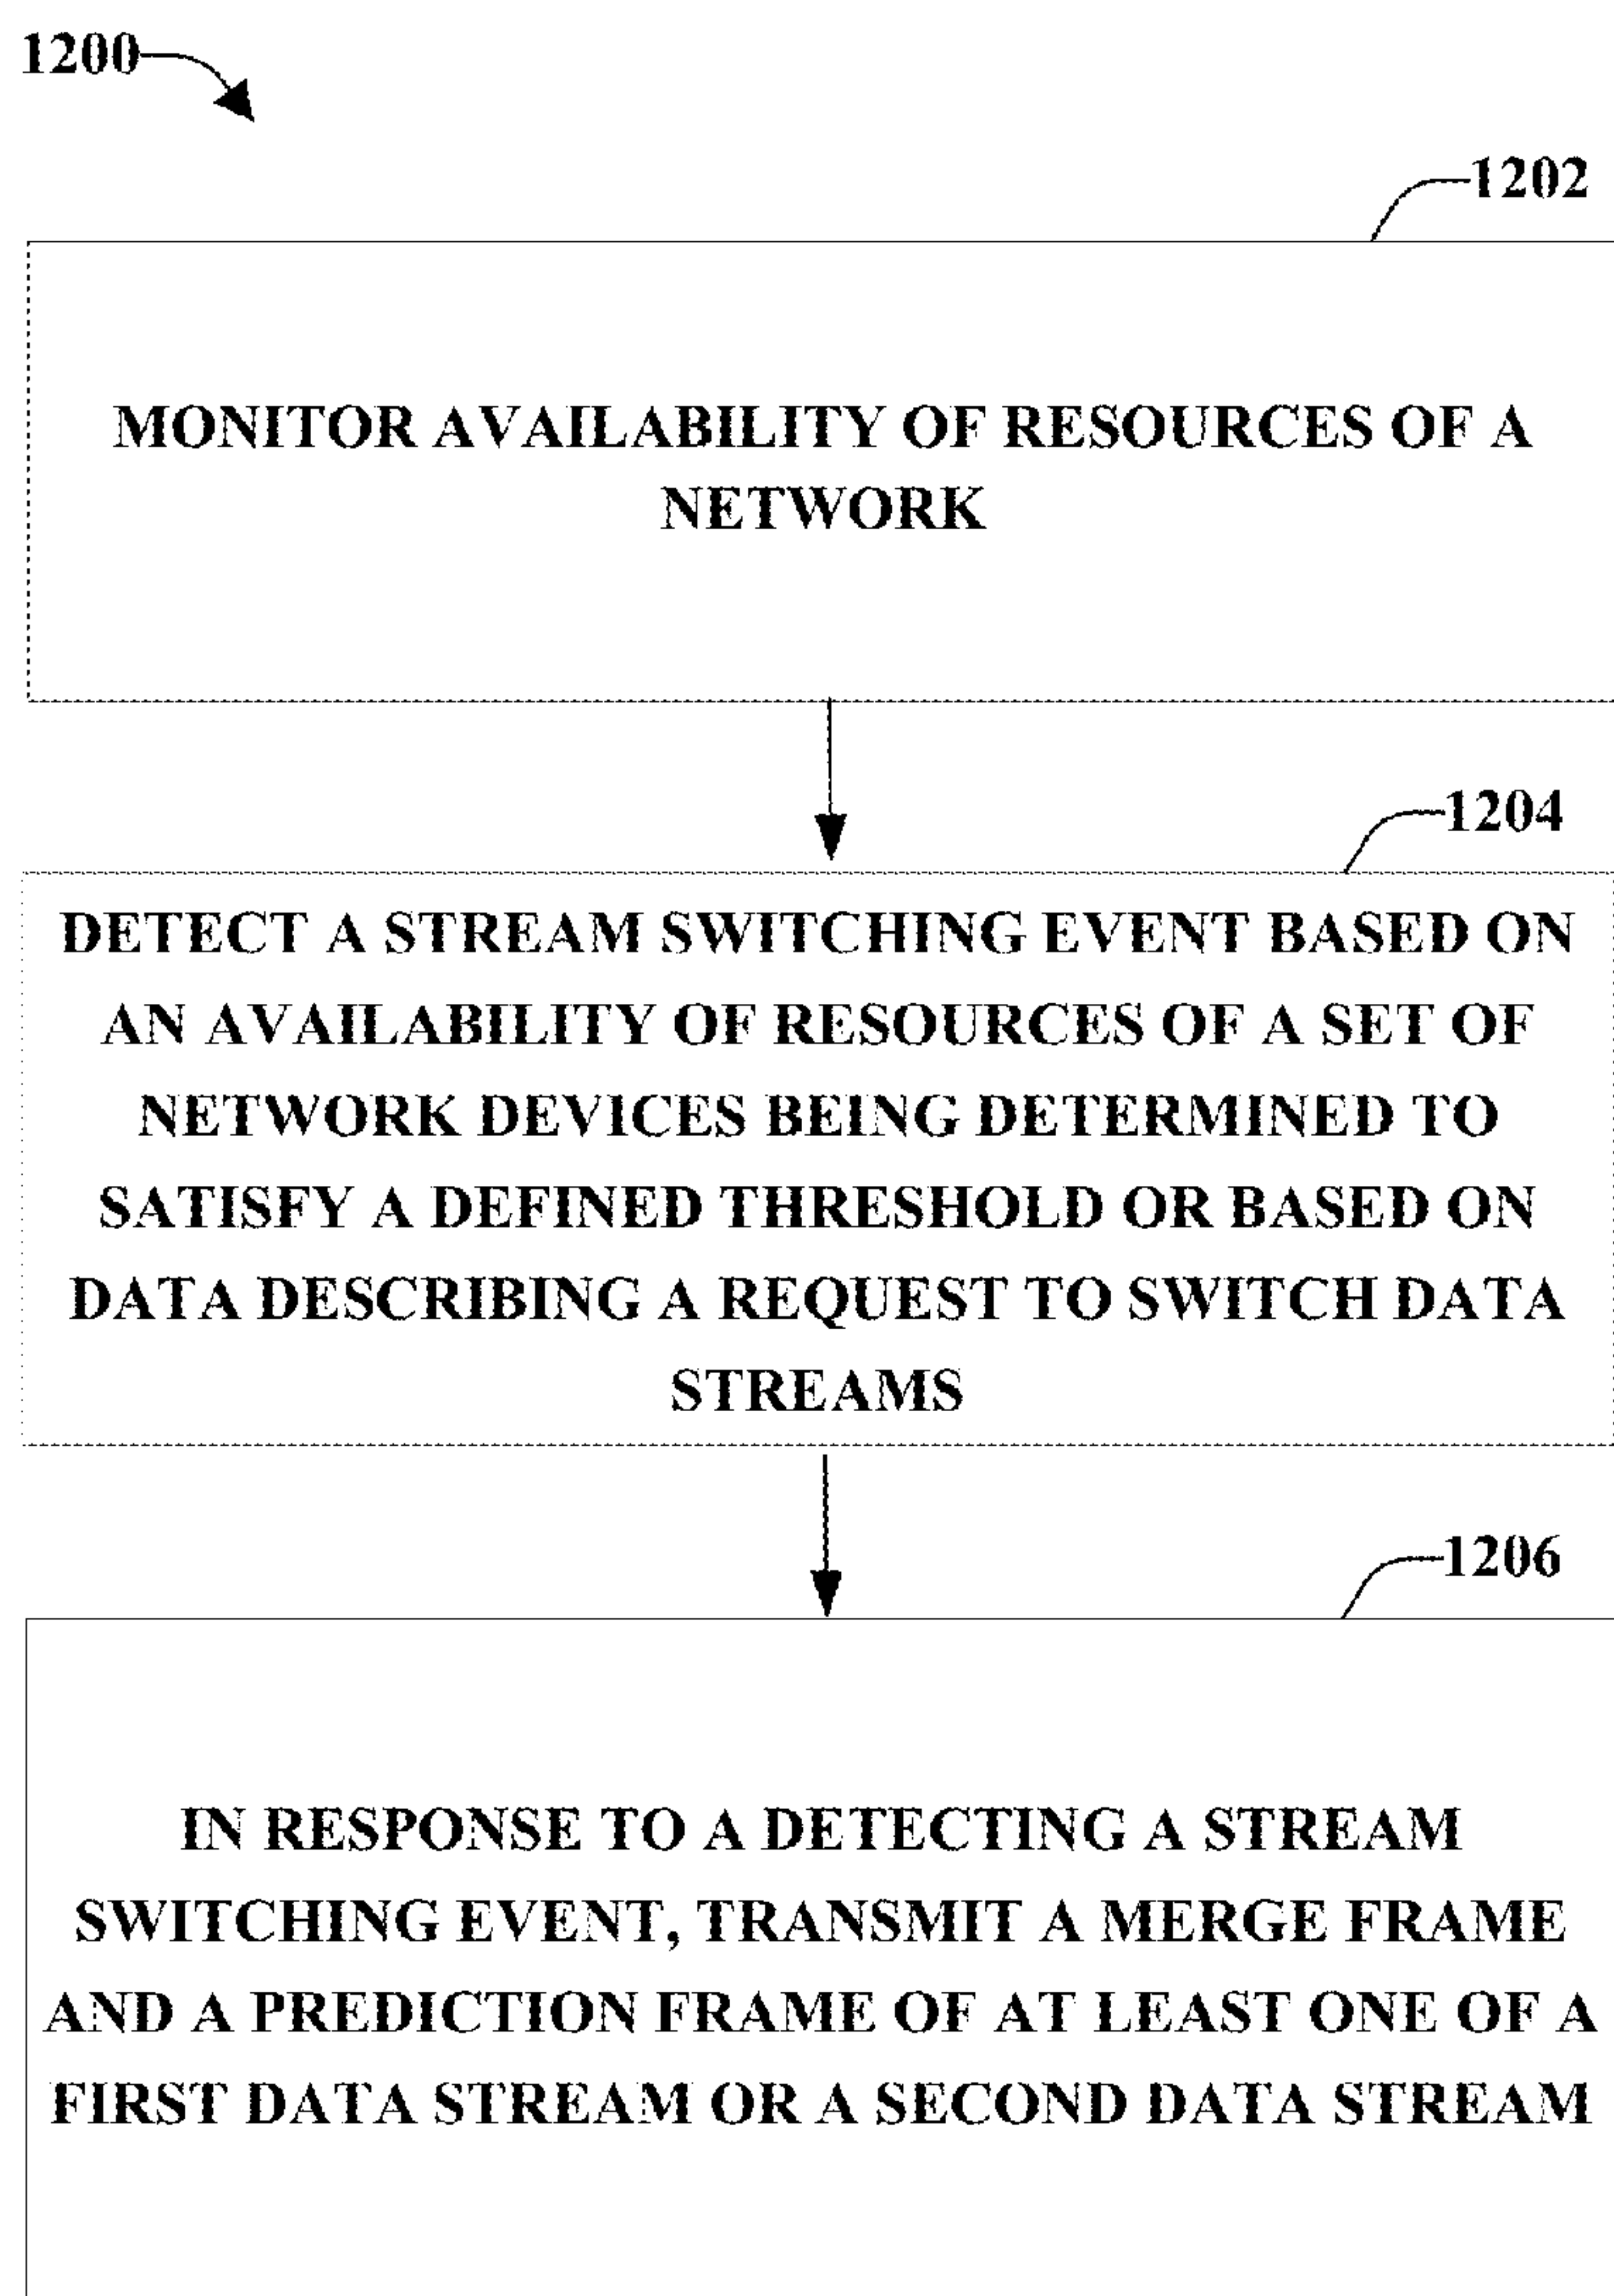 1200
1202
MONITOR AVAILABILITY OF RESOURCES OF A
NETWORK
1204
DETECT A STREAM SWITCHING EVENT BASED ON
AN AVAILABILITY OF RESOURCES OF A SET OF
NETWORK DEVICES BEING DETERMINED TO
SATISFY A DEFINED THRESHOLD OR BASED ON
DATA DESCRIBING A REQUEST TO SWITCH DATA
STREAMS
1206
IN RESPONSE TO A DETECTING A STREAM
SWITCHING EVENT, TRANSMIT A MERGE FRAME
AND A PREDICTION FRAME OF AT LEAST ONE OF A
FIRST DATA STREAM OR A SECOND DATA STREAM